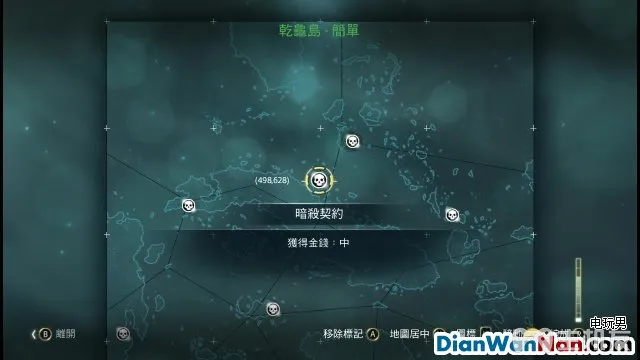 乾龜島 - 簡單
(498,628)
暗殺契約
獲得金錢：中
B 離開
移除標記 A 地圖居中
电玩男
DianWanNan.com